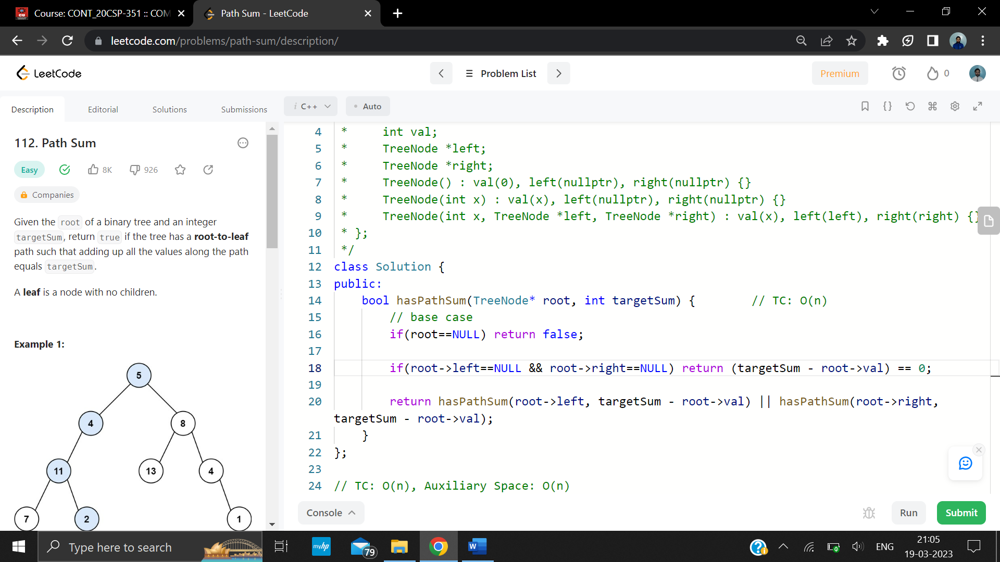 Course: CONT_20CSP-351 :: COM
Path Sum - LeetCode
leetcode.com/problems/path-sum/description/
LeetCode
Problem List
Premium
0
Description
Editorial
Solutions
Submissions
i C++
• Auto
112. Path Sum
Easy
8K
926
Companies
Given the root of a binary tree and an integer
targetSum, return true if the tree has a root-to-leaf
path such that adding up all the values along the path
equals targetSum.
A leaf is a node with no children.
Example 1:
5
4
8
11
13
4
7
2
1
4 *     int val;
5 *     TreeNode *left;
6 *     TreeNode *right;
7 *     TreeNode() : val(0), left(nullptr), right(nullptr) {}
8 *     TreeNode(int x) : val(x), left(nullptr), right(nullptr) {}
9 *     TreeNode(int x, TreeNode *left, TreeNode *right) : val(x), left(left), right(right) {}
10 * };
11 */
12 class Solution {
13 public:
14     bool hasPathSum(TreeNode* root, int targetSum) {        // TC: O(n)
15         // base case
16         if(root==NULL) return false;
17
18         if(root->left==NULL && root->right==NULL) return (targetSum - root->val) == 0;
19
20         return hasPathSum(root->left, targetSum - root->val) || hasPathSum(root->right,
targetSum - root->val);
21     }
22 };
23
24 // TC: O(n), Auxiliary Space: O(n)
Console
Run
Submit
Type here to search
myhp
79
W
ENG
21:05
19-03-2023